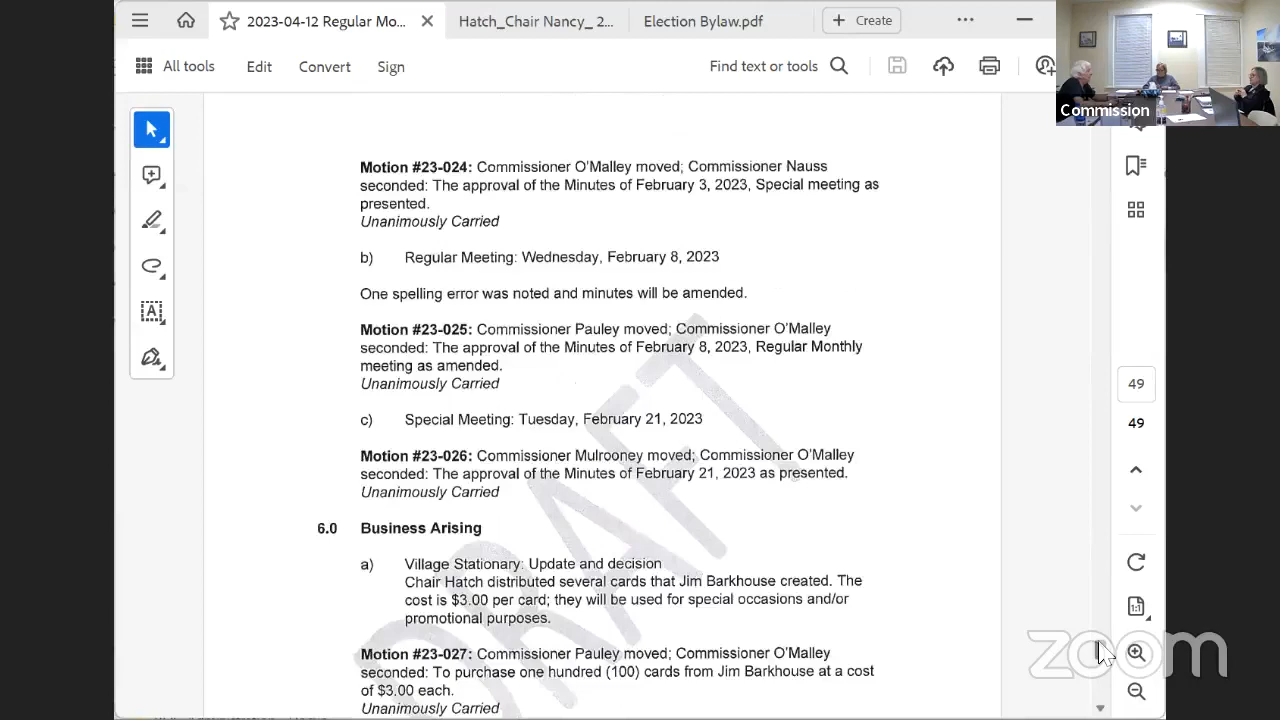 2023-04-12 Regular Mo...
Hatch_Chair Nancy_ 2...
Election Bylaw.pdf
+ Create
All tools
Edit
Convert
Sign
Find text or tools
Commission
Motion #23-024: Commissioner O'Malley moved; Commissioner Nauss
seconded: The approval of the Minutes of February 3, 2023, Special meeting as
presented.
Unanimously Carried
b) Regular Meeting: Wednesday, February 8, 2023
One spelling error was noted and minutes will be amended.
Motion #23-025: Commissioner Pauley moved; Commissioner O'Malley
seconded: The approval of the Minutes of February 8, 2023, Regular Monthly
meeting as amended.
Unanimously Carried
c) Special Meeting: Tuesday, February 21, 2023
Motion #23-026: Commissioner Mulrooney moved; Commissioner O'Malley
seconded: The approval of the Minutes of February 21, 2023 as presented.
Unanimously Carried
6.0 Business Arising
a) Village Stationary: Update and decision
Chair Hatch distributed several cards that Jim Barkhouse created. The
cost is $3.00 per card; they will be used for special occasions and/or
promotional purposes.
Motion #23-027: Commissioner Pauley moved; Commissioner O'Malley
seconded: To purchase one hundred (100) cards from Jim Barkhouse at a cost
of $3.00 each.
Unanimously Carried
DRAFT
49
49
1:1
zoom